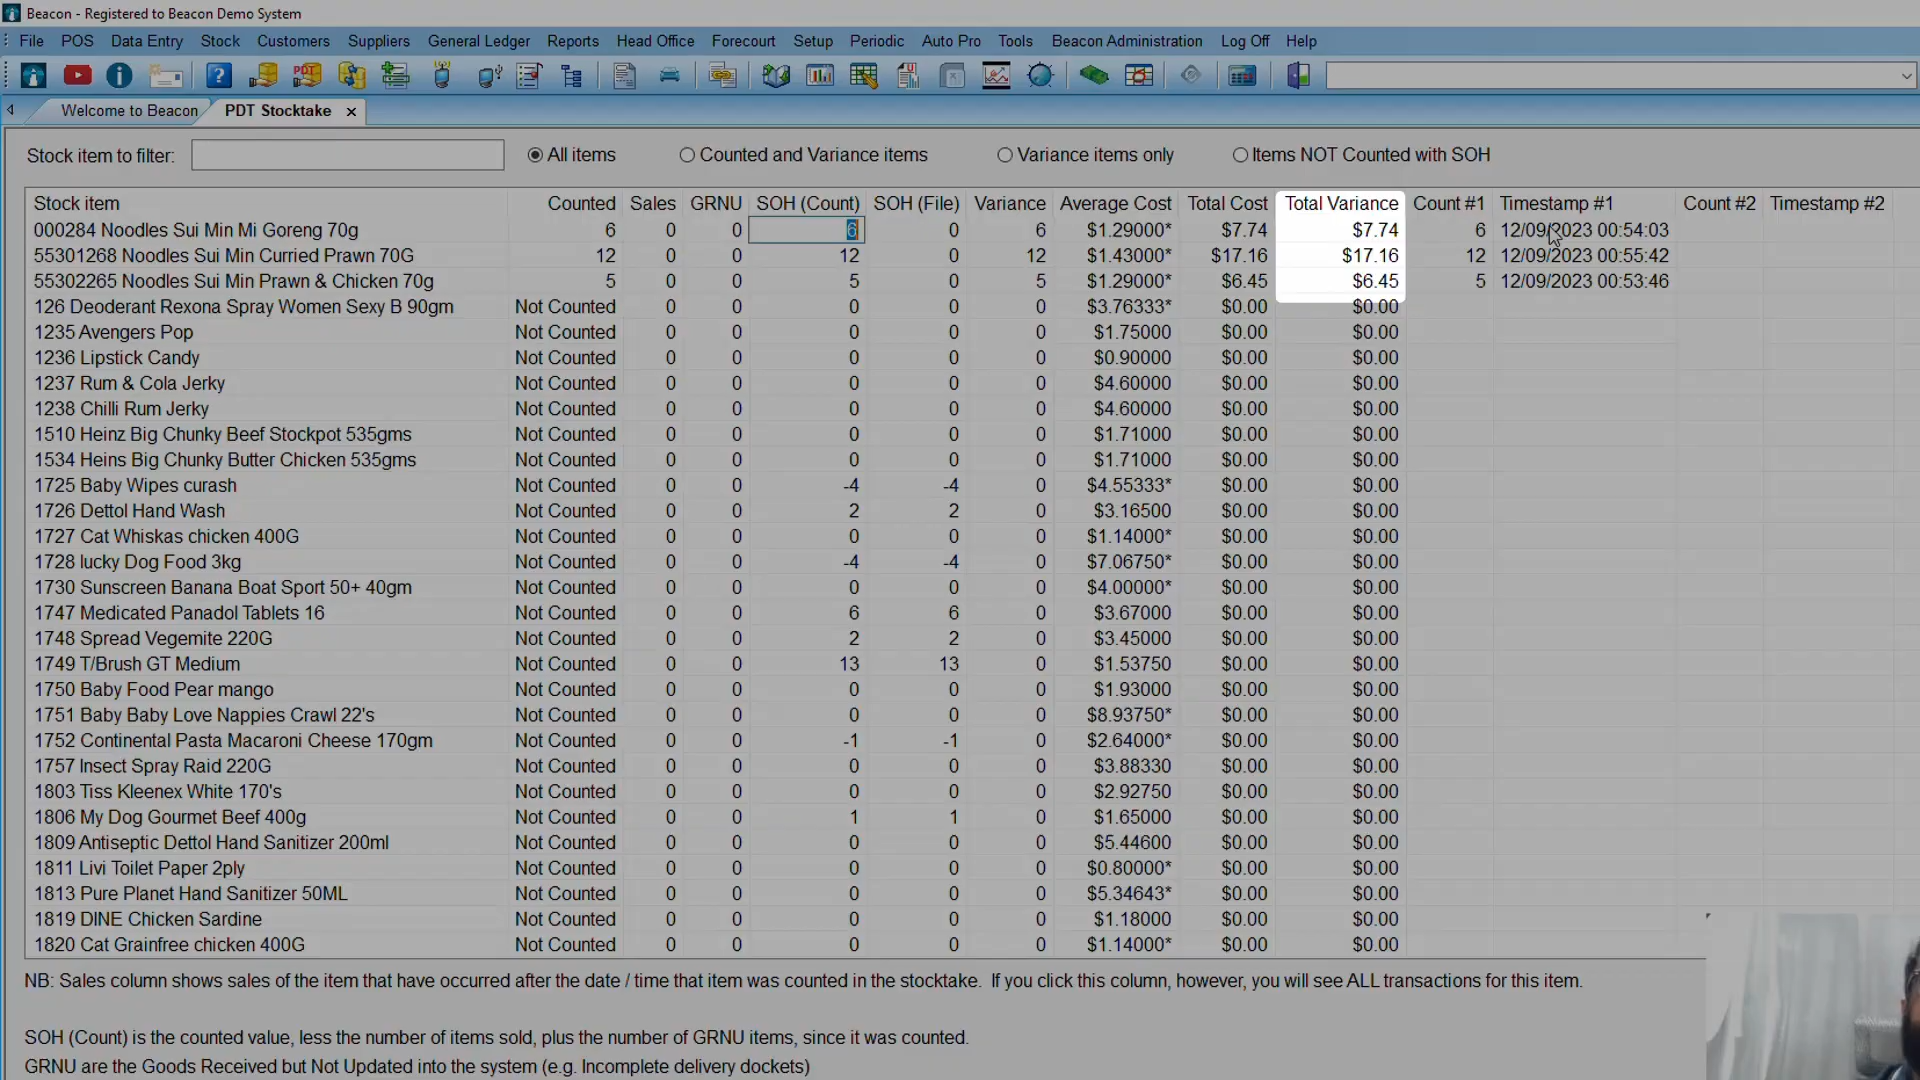 Beacon - Registered to Beacon Demo System
File POS Data Entry Stock Customers Suppliers General Ledger Reports Head Office Forecourt Setup Periodic Auto Pro Tools Beacon Administration Log Off Help
Welcome to Beacon PDT Stocktake
Stock item to filter: All items Counted and Variance items Variance items only Items NOT Counted with SOH
Stock item Counted Sales GRNU SOH (Count) SOH (File) Variance Average Cost Total Cost Total Variance Count #1 Timestamp #1 Count #2 Timestamp #2
000284 Noodles Sui Min Mi Goreng 70g 6 0 0 6 0 6 $1.29000* $7.74 $7.74 6 12/09/2023 00:54:03
55301268 Noodles Sui Min Curried Prawn 70G 12 0 0 12 0 12 $1.43000* $17.16 $17.16 12 12/09/2023 00:55:42
55302265 Noodles Sui Min Prawn & Chicken 70g 5 0 0 5 0 5 $1.29000* $6.45 $6.45 5 12/09/2023 00:53:46
126 Deoderant Rexona Spray Women Sexy B 90gm Not Counted 0 0 0 0 0 $3.76333* $0.00 $0.00
1235 Avengers Pop Not Counted 0 0 0 0 0 $1.75000 $0.00 $0.00
1236 Lipstick Candy Not Counted 0 0 0 0 0 $0.90000 $0.00 $0.00
1237 Rum & Cola Jerky Not Counted 0 0 0 0 0 $4.60000 $0.00 $0.00
1238 Chilli Rum Jerky Not Counted 0 0 0 0 0 $4.60000 $0.00 $0.00
1510 Heinz Big Chunky Beef Stockpot 535gms Not Counted 0 0 0 0 0 $1.71000 $0.00 $0.00
1534 Heins Big Chunky Butter Chicken 535gms Not Counted 0 0 0 0 0 $1.71000 $0.00 $0.00
1725 Baby Wipes curash Not Counted 0 0 -4 -4 0 $4.55333* $0.00 $0.00
1726 Dettol Hand Wash Not Counted 0 0 2 2 0 $3.16500 $0.00 $0.00
1727 Cat Whiskas chicken 400G Not Counted 0 0 0 0 0 $1.14000* $0.00 $0.00
1728 lucky Dog Food 3kg Not Counted 0 0 -4 -4 0 $7.06750* $0.00 $0.00
1730 Sunscreen Banana Boat Sport 50+ 40gm Not Counted 0 0 0 0 0 $4.00000* $0.00 $0.00
1747 Medicated Panadol Tablets 16 Not Counted 0 0 6 6 0 $3.67000 $0.00 $0.00
1748 Spread Vegemite 220G Not Counted 0 0 2 2 0 $3.45000 $0.00 $0.00
1749 T/Brush GT Medium Not Counted 0 0 13 13 0 $1.53750 $0.00 $0.00
1750 Baby Food Pear mango Not Counted 0 0 0 0 0 $1.93000 $0.00 $0.00
1751 Baby Baby Love Nappies Crawl 22's Not Counted 0 0 0 0 0 $8.93750* $0.00 $0.00
1752 Continental Pasta Macaroni Cheese 170gm Not Counted 0 0 -1 -1 0 $2.64000* $0.00 $0.00
1757 Insect Spray Raid 220G Not Counted 0 0 0 0 0 $3.88330 $0.00 $0.00
1803 Tiss Kleenex White 170's Not Counted 0 0 0 0 0 $2.92750 $0.00 $0.00
1806 My Dog Gourmet Beef 400g Not Counted 0 0 1 1 0 $1.65000 $0.00 $0.00
1809 Antiseptic Dettol Hand Sanitizer 200ml Not Counted 0 0 0 0 0 $5.44600 $0.00 $0.00
1811 Livi Toilet Paper 2ply Not Counted 0 0 0 0 0 $0.80000* $0.00 $0.00
1813 Pure Planet Hand Sanitizer 50ML Not Counted 0 0 0 0 0 $5.34643* $0.00 $0.00
1819 DINE Chicken Sardine Not Counted 0 0 0 0 0 $1.18000 $0.00 $0.00
1820 Cat Grainfree chicken 400G Not Counted 0 0 0 0 0 $1.14000* $0.00 $0.00
NB: Sales column shows sales of the item that have occurred after the date / time that item was counted in the stocktake. If you click this column, however, you will see ALL transactions for this item.
SOH (Count) is the counted value, less the number of items sold, plus the number of GRNU items, since it was counted.
GRNU are the Goods Received but Not Updated into the system (e.g. Incomplete delivery dockets)